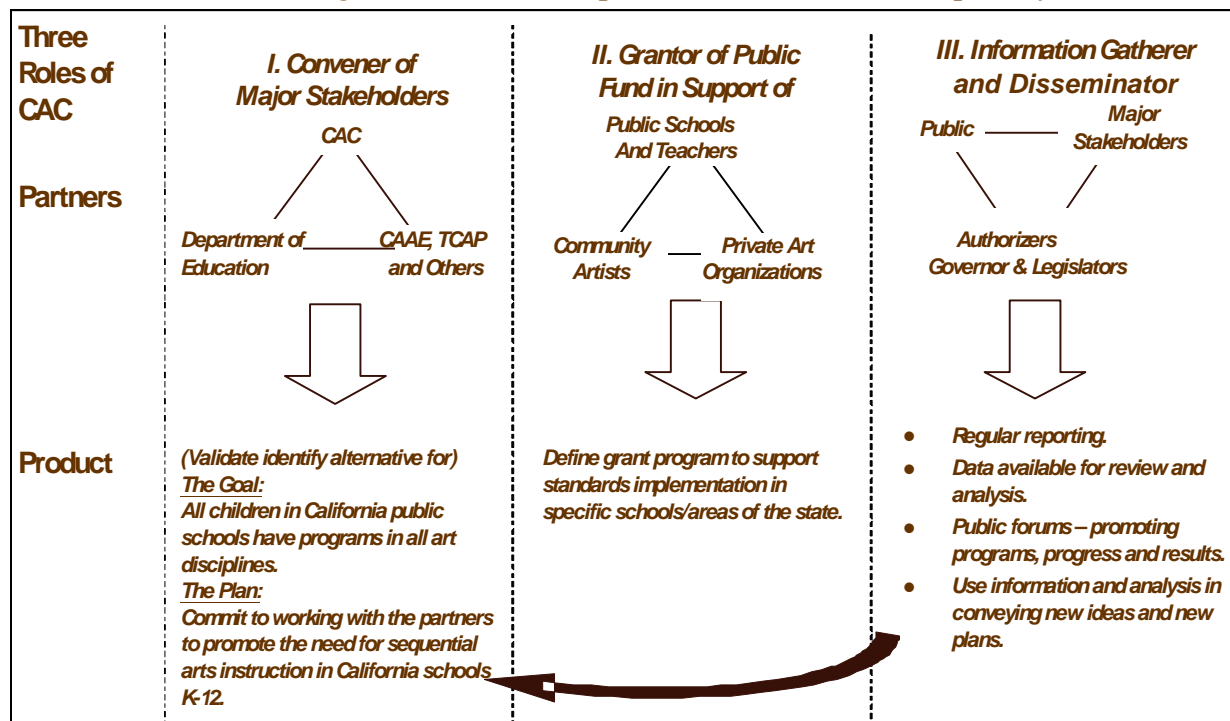 Three
Roles of
CAC
I. Convener of
Major Stakeholders
CAC
Department of
Education
CAAE, TCAP
and Others
II. Grantor of Public
Fund in Support of
Public Schools
And Teachers
Community
Artists
Private Art
Organizations
III. Information Gatherer
and Disseminator
Public
Major
Stakeholders
Authorizers
Governor & Legislators
Partners
Product
(Validate identify alternative for)
The Goal:
All children in California public
schools have programs in all art
disciplines.
The Plan:
Commit to working with the partners
to promote the need for sequential
arts instruction in California schools
K-12.
Define grant program to support
standards implementation in
specific schools/areas of the state.
● Regular reporting.
● Data available for review and
analysis.
● Public forums – promoting
programs, progress and results.
● Use information and analysis in
conveying new ideas and new
plans.